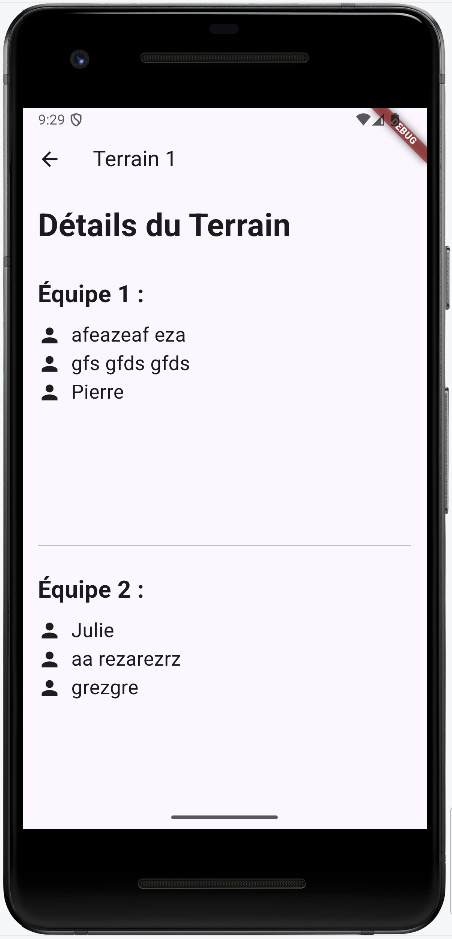 9:29
DEBUG
Terrain 1
Détails du Terrain
Équipe 1 :
afeazeaf eza
gfs gfds gfds
Pierre
Équipe 2 :
Julie
aa rezarezrz
grezgre